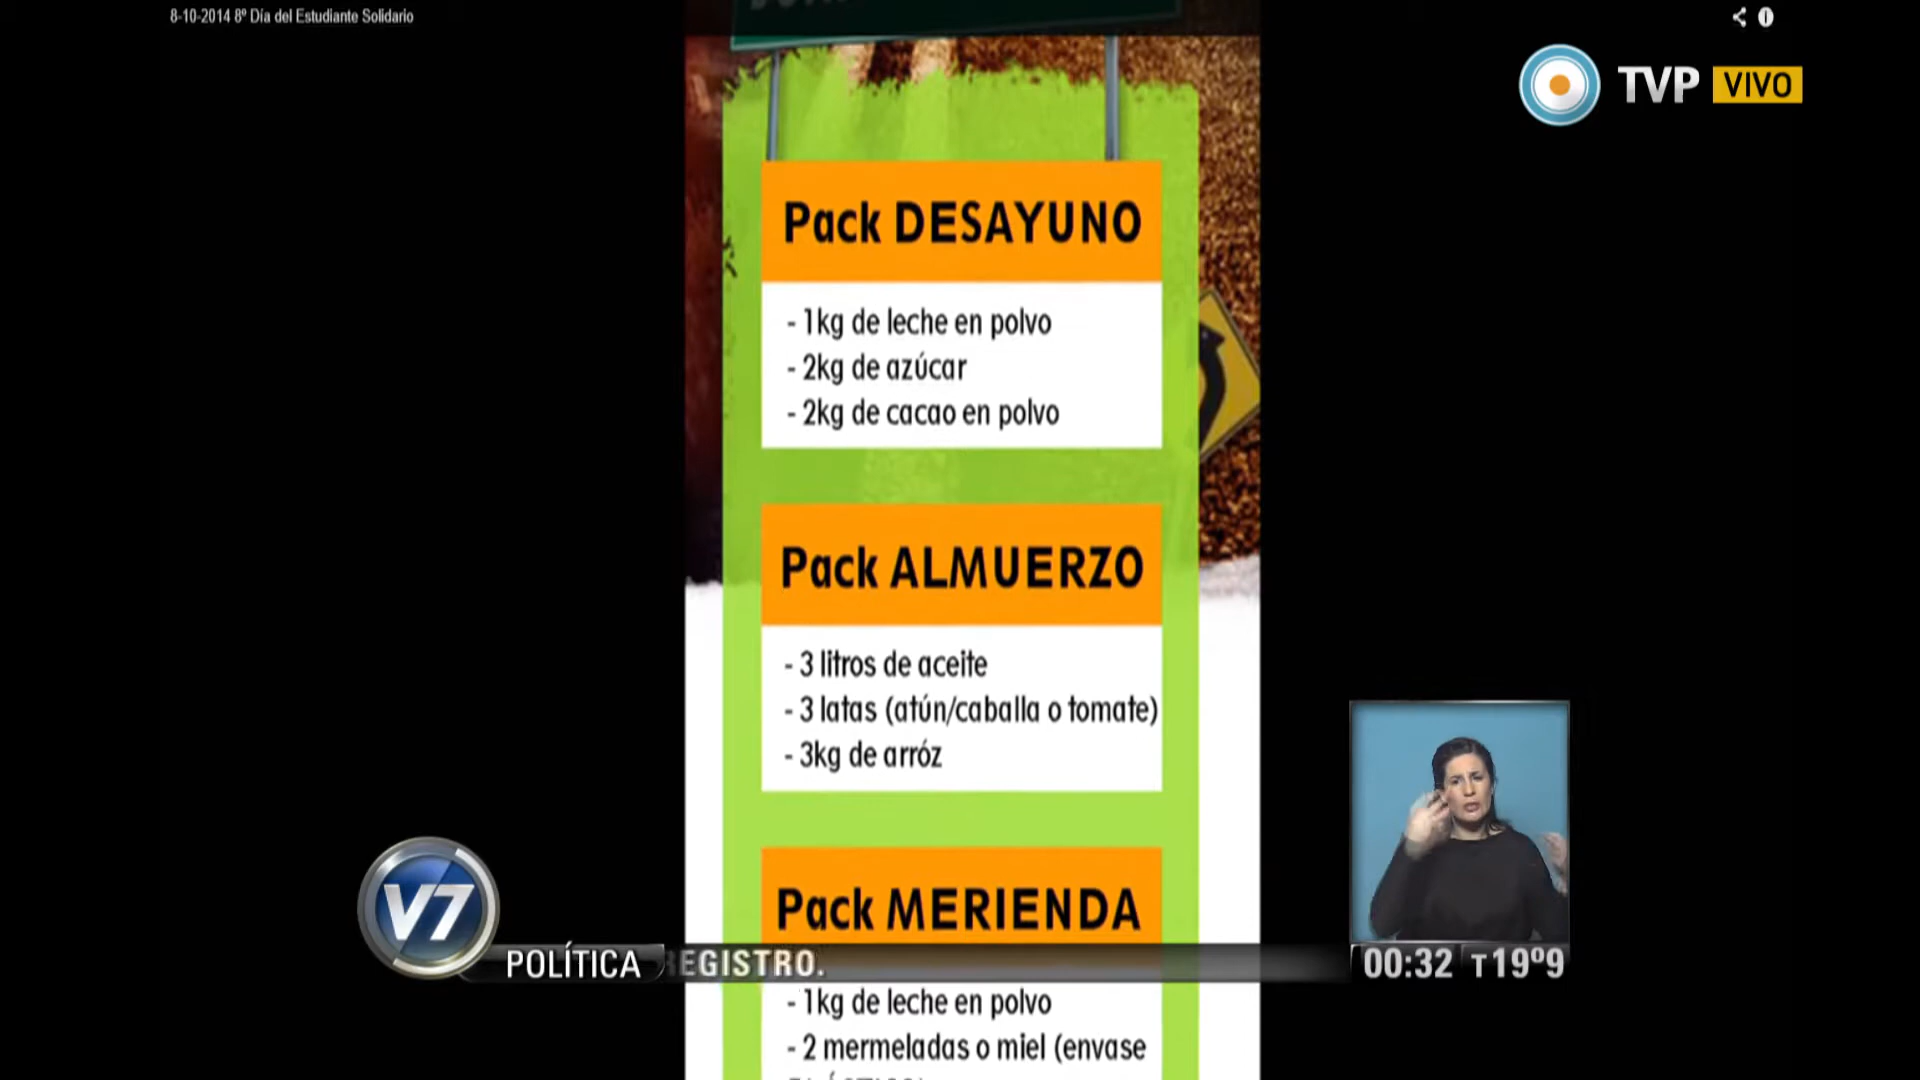 8-10-2014 8º Día del Estudiante Solidario
TVP VIVO
Pack DESAYUNO
- 1kg de leche en polvo
- 2kg de azúcar
- 2kg de cacao en polvo
Pack ALMUERZO
- 3 litros de aceite
- 3 latas (atún/caballa o tomate)
- 3kg de arróz
Pack MERIENDA
V7
POLÍTICA REGISTRO.
00:32 T19º9
- 1kg de leche en polvo
- 2 mermeladas o miel (envase